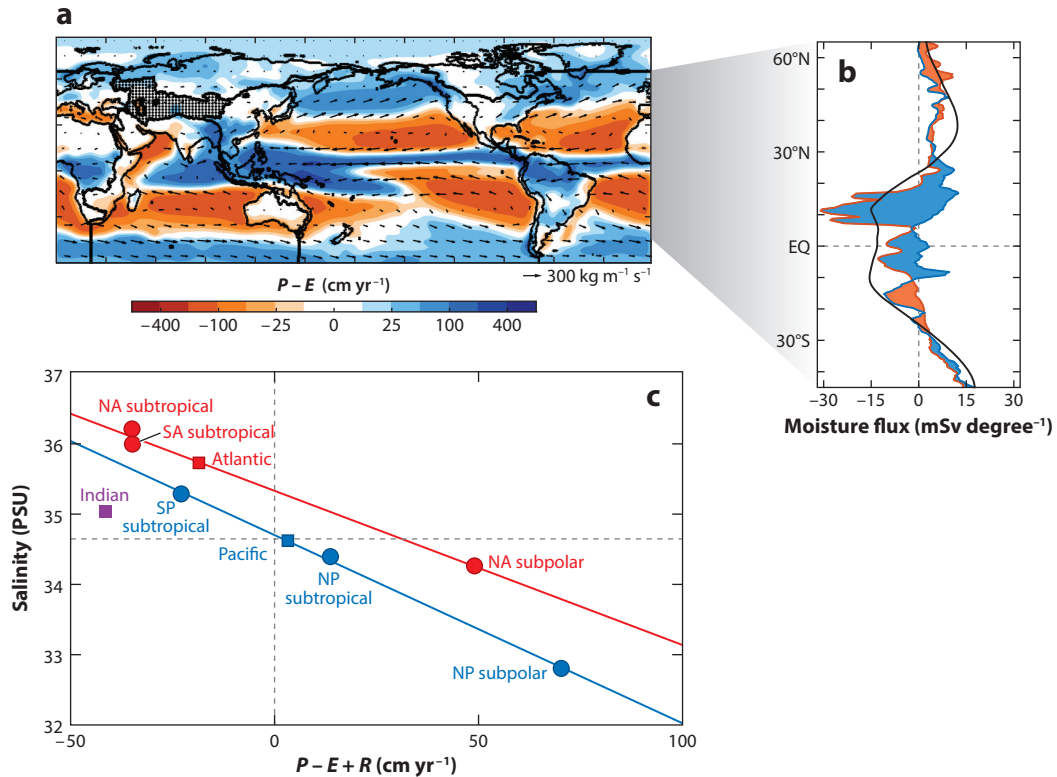 a
300 kg m⁻¹ s⁻¹
P – E (cm yr⁻¹)
−400 −100 −25 0 25 100 400
b
60°N
30°N
EQ
30°S
−30 −15 0 15 30
Moisture flux (mSv degree⁻¹)
c
37
36
35
34
33
32
Salinity (PSU)
NA subtropical
SA subtropical
Atlantic
Indian
SP
subtropical
Pacific
NP
subtropical
NA subpolar
NP subpolar
−50 0 50 100
P – E + R (cm yr⁻¹)